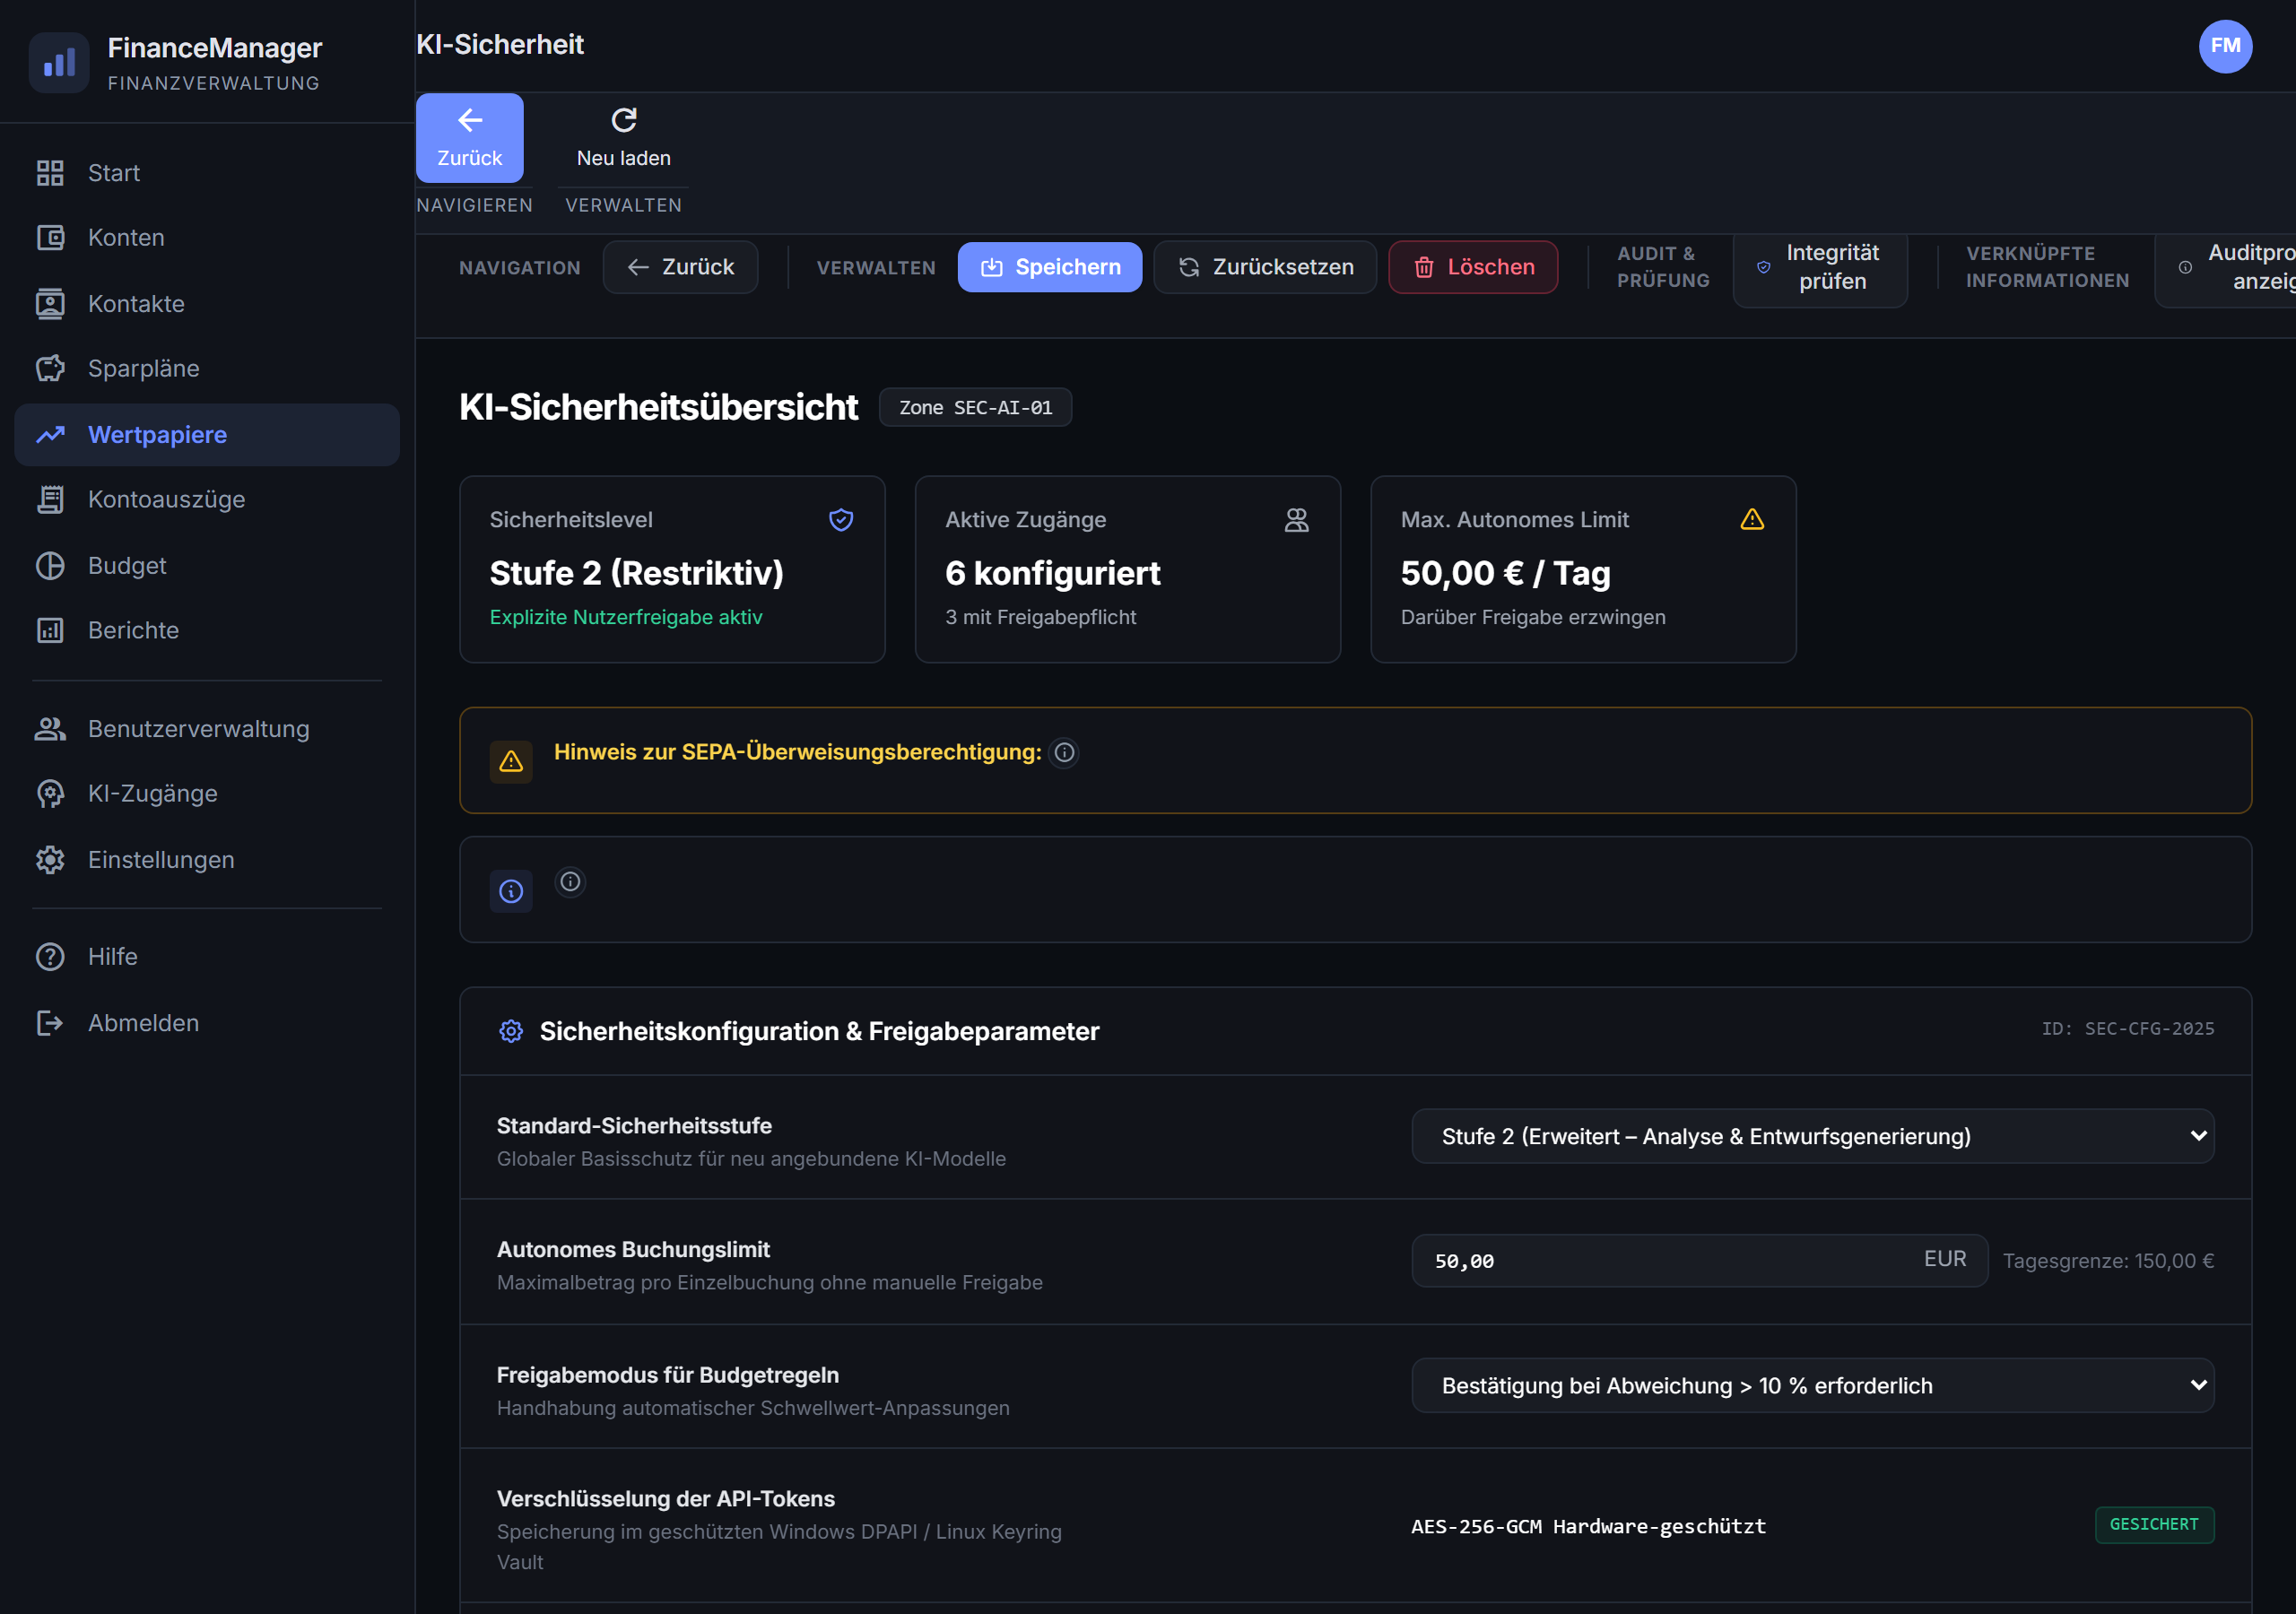 FinanceManager
FINANZVERWALTUNG
Start
Konten
Kontakte
Sparpläne
Wertpapiere
Kontoauszüge
Budget
Berichte
Benutzerverwaltung
KI-Zugänge
Einstellungen
Hilfe
Abmelden
KI-Sicherheit
FM
Zurück
Neu laden
NAVIGIEREN
VERWALTEN
NAVIGATION
Zurück
VERWALTEN
Speichern
Zurücksetzen
Löschen
AUDIT &
PRÜFUNG
Integrität
prüfen
VERKNÜPFTE
INFORMATIONEN
Auditpro
anzeig
KI-Sicherheitsübersicht
Zone SEC-AI-01
Sicherheitslevel
Stufe 2 (Restriktiv)
Explizite Nutzerfreigabe aktiv
Aktive Zugänge
6 konfiguriert
3 mit Freigabepflicht
Max. Autonomes Limit
50,00 € / Tag
Darüber Freigabe erzwingen
Hinweis zur SEPA-Überweisungsberechtigung:
Sicherheitskonfiguration & Freigabeparameter
ID: SEC-CFG-2025
Standard-Sicherheitsstufe
Globaler Basisschutz für neu angebundene KI-Modelle
Stufe 2 (Erweitert – Analyse & Entwurfsgenerierung)
Autonomes Buchungslimit
Maximalbetrag pro Einzelbuchung ohne manuelle Freigabe
50,00
EUR
Tagesgrenze: 150,00 €
Freigabemodus für Budgetregeln
Handhabung automatischer Schwellwert-Anpassungen
Bestätigung bei Abweichung > 10 % erforderlich
Verschlüsselung der API-Tokens
Speicherung im geschützten Windows DPAPI / Linux Keyring
Vault
AES-256-GCM Hardware-geschützt
GESICHERT